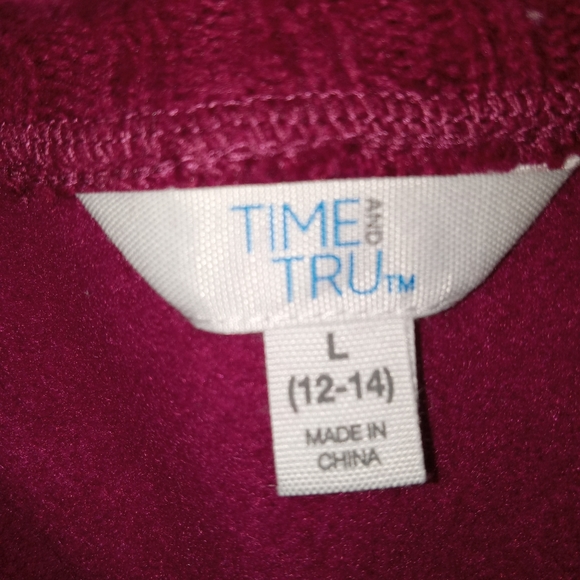 TIME AND
TRU™
L
(12-14)
MADE IN
CHINA